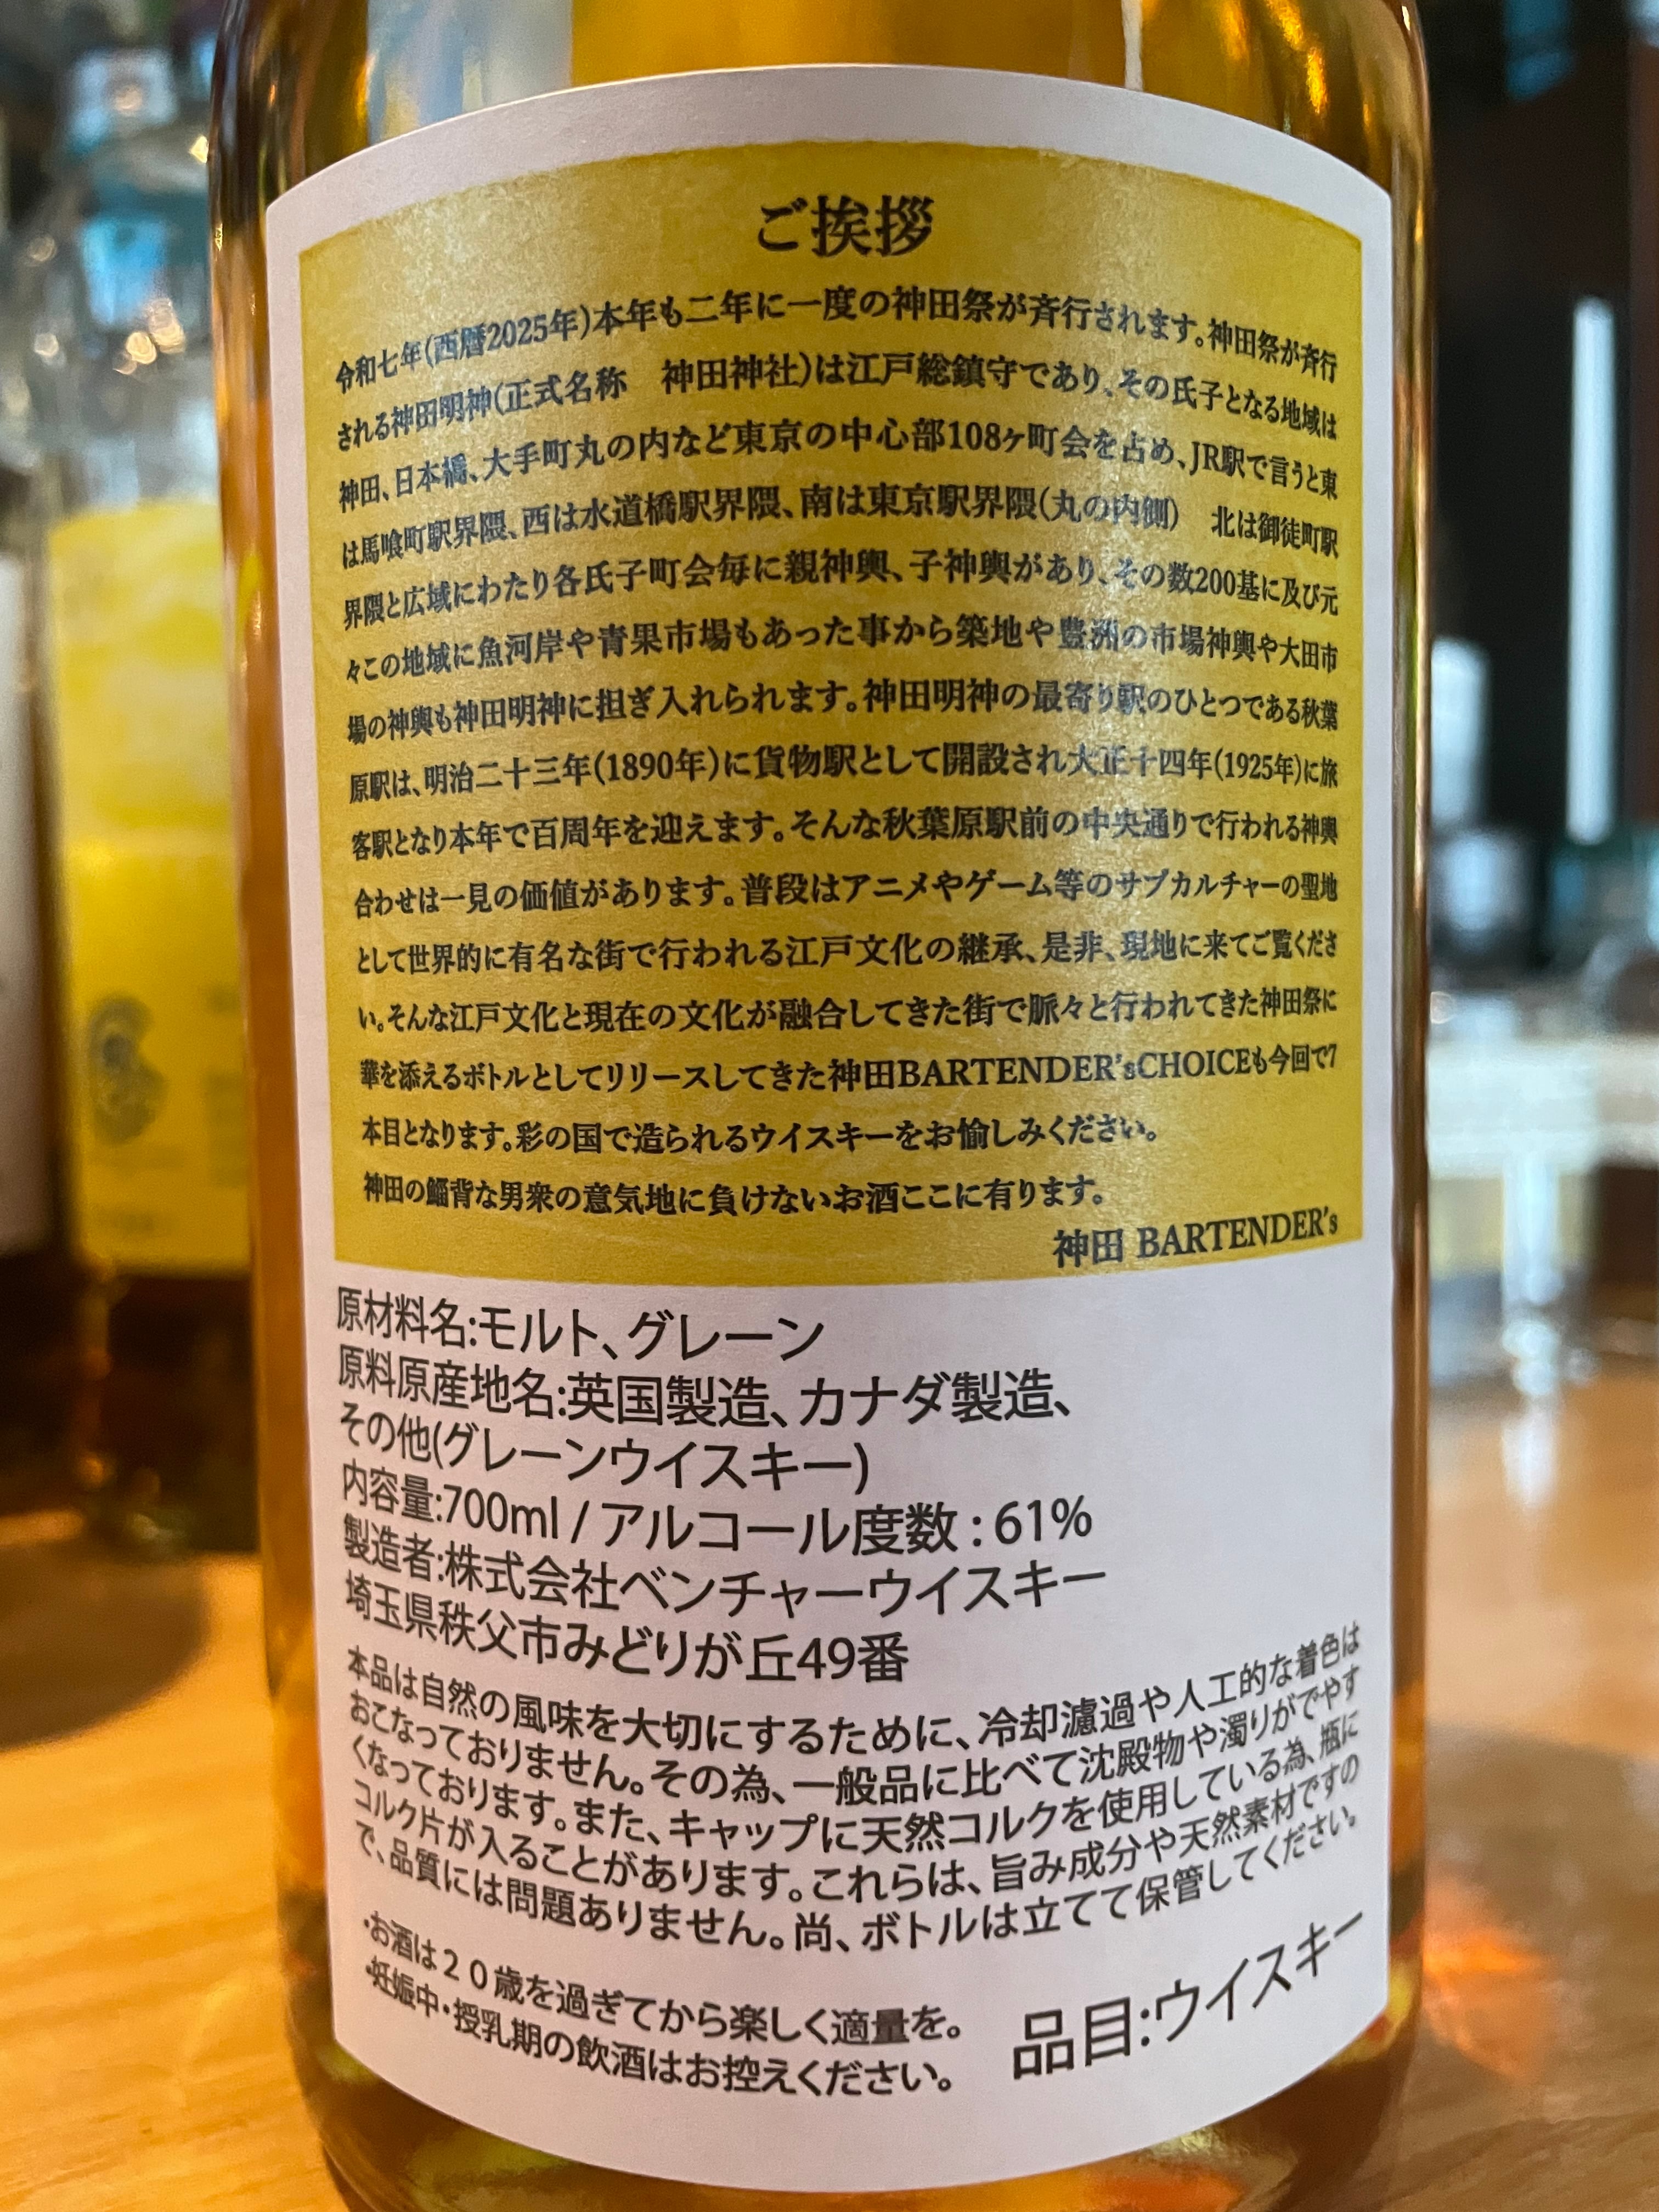 ご挨拶
令和七年(西暦2025年)本年も二年に一度の神田祭が斉行されます。神田祭が斉行
される神田明神(正式名称　神田神社)は江戸総鎮守であり、その氏子となる地域は
神田、日本橋、大手町丸の内など東京の中心部108ヶ町会を占め、JR駅で言うと東
は馬喰町駅界隈、西は水道橋駅界隈、南は東京駅界隈(丸の内側)　北は御徒町駅
界隈と広域にわたり各氏子町会毎に親神輿、子神輿があり、その数200基に及び元
々この地域に魚河岸や青果市場もあった事から築地や豊洲の市場神輿や大田市
場の神輿も神田明神に担ぎ入れられます。神田明神の最寄り駅のひとつである秋葉
原駅は、明治二十三年(1890年)に貨物駅として開設され大正十四年(1925年)に旅
客駅となり本年で百周年を迎えます。そんな秋葉原駅前の中央通りで行われる神輿
合わせは一見の価値があります。普段はアニメやゲーム等のサブカルチャーの聖地
として世界的に有名な街で行われる江戸文化の継承、是非、現地に来てご覧くださ
い。そんな江戸文化と現在の文化が融合してきた街で脈々と行われてきた神田祭に
華を添えるボトルとしてリリースしてきた神田BARTENDER'sCHOICEも今回で7
本目となります。彩の国で造られるウイスキーをお愉しみください。
神田の鯔背な男衆の意気地に負けないお酒ここに有ります。
神田 BARTENDER's
原材料名:モルト、グレーン
原料原産地名:英国製造、カナダ製造、
その他(グレーンウイスキー)
内容量:700ml / アルコール度数 : 61%
製造者:株式会社ベンチャーウイスキー
埼玉県秩父市みどりが丘49番
本品は自然の風味を大切にするために、冷却濾過や人工的な着色は
おこなっておりません。その為、一般品に比べて沈殿物や濁りがでやす
くなっております。また、キャップに天然コルクを使用している為、瓶に
コルク片が入ることがあります。これらは、旨み成分や天然素材ですの
で、品質には問題ありません。尚、ボトルは立てて保管してください。
・お酒は２０歳を過ぎてから楽しく適量を。
・妊娠中・授乳期の飲酒はお控えください。
品目:ウイスキー